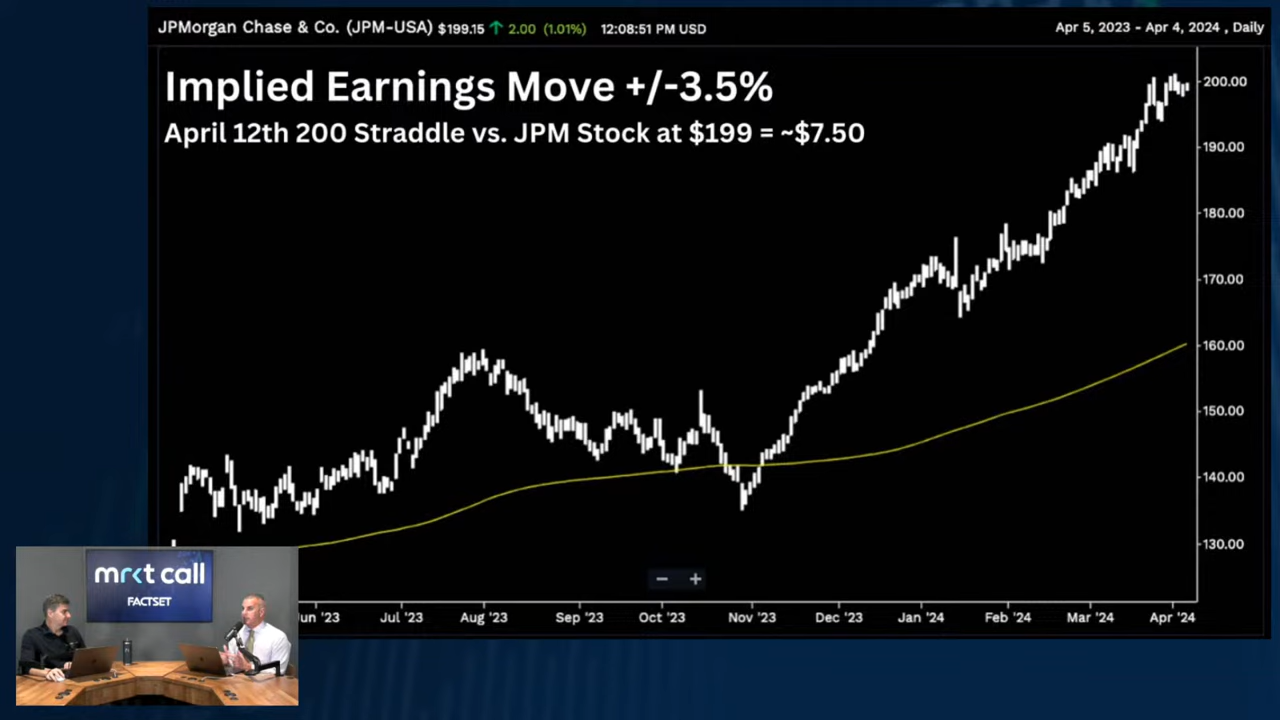 JPMorgan Chase & Co. (JPM-USA) $199.15 2.00 (1.01%) 12:08:51 PM USD
Apr 5, 2023 - Apr 4, 2024 , Daily
Implied Earnings Move +/-3.5%
April 12th 200 Straddle vs. JPM Stock at $199 = ~$7.50
200.00
190.00
180.00
170.00
160.00
150.00
140.00
130.00
− +
Jul '23 Aug '23 Sep '23 Oct '23 Nov '23 Dec '23 Jan '24 Feb '24 Mar '24 Apr '24
mrkt call
FACTSET